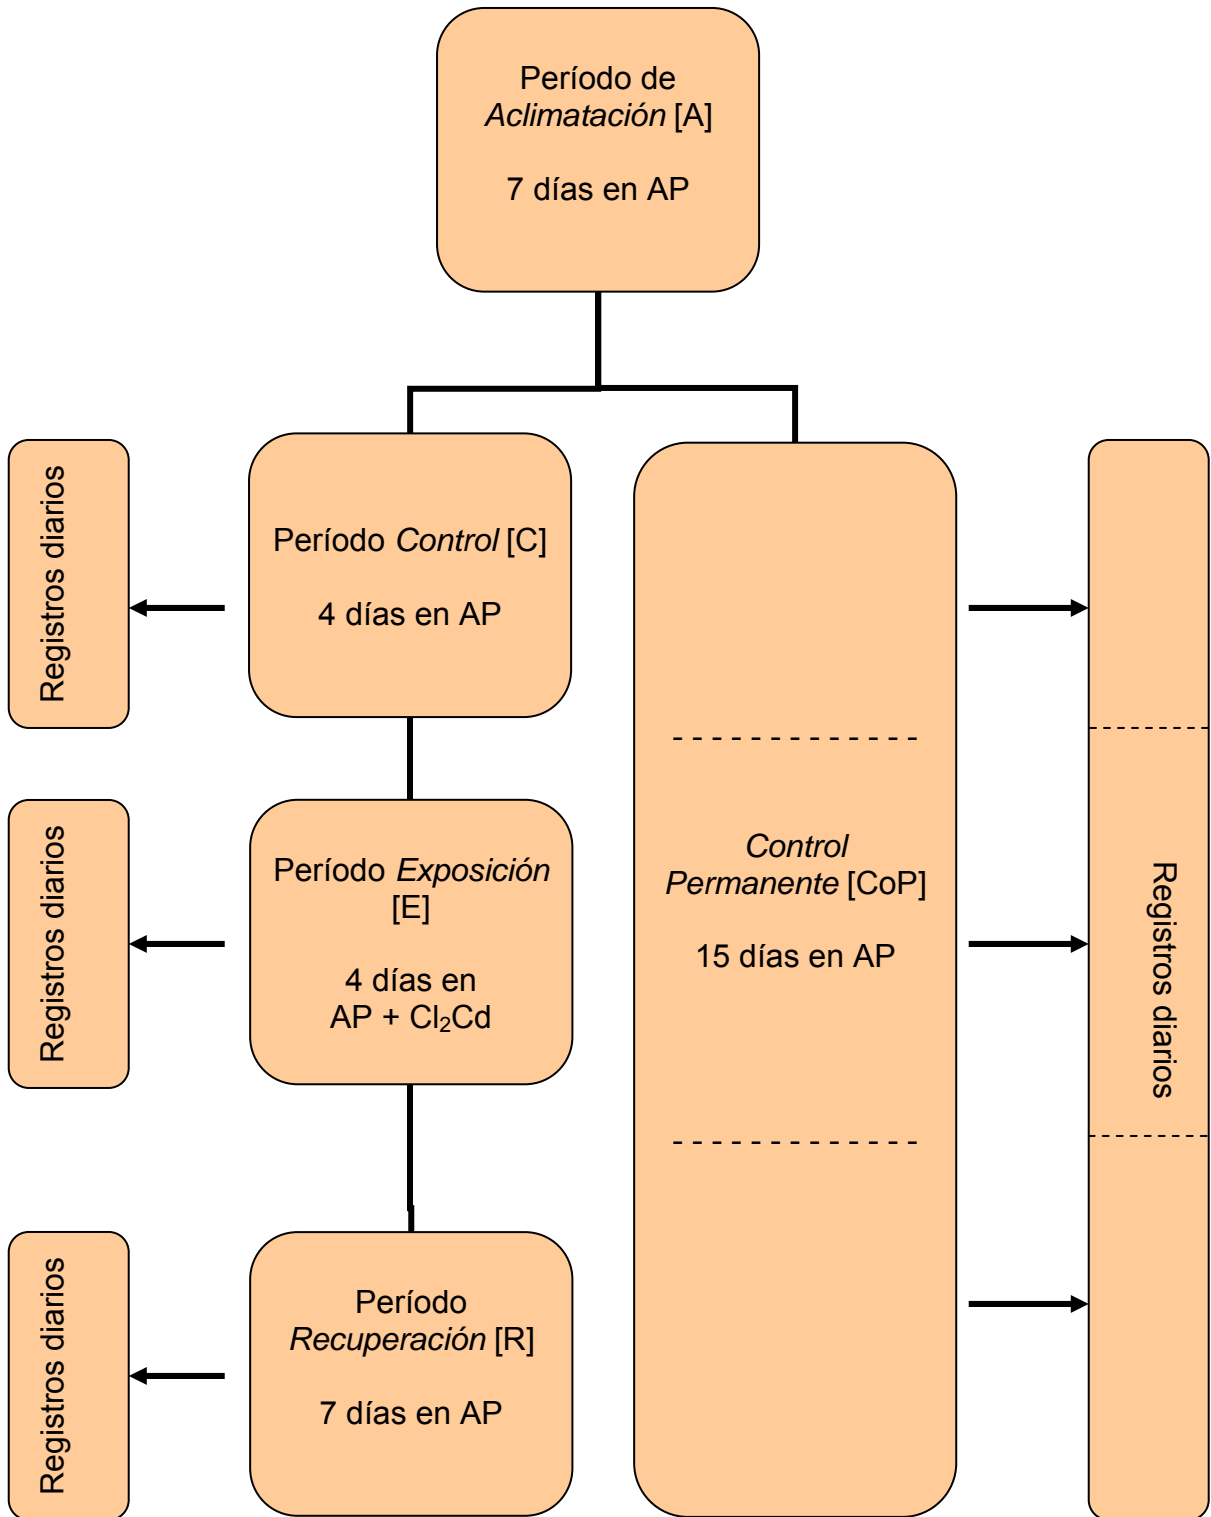 Período de
Aclimatación [A]
7 días en AP
Registros diarios
Período Control [C]
4 días en AP
Registros diarios
Período Exposición
[E]
4 días en
AP + Cl₂Cd
Registros diarios
Período
Recuperación [R]
7 días en AP
Control
Permanente [CoP]
15 días en AP
Registros diarios